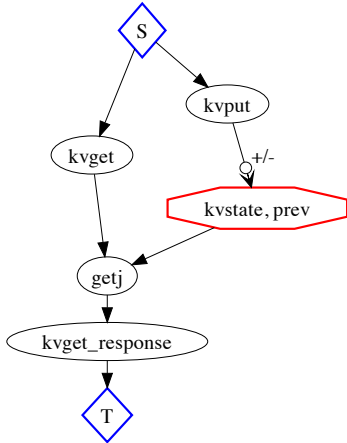 S
kvput
kvget
+/-
kvstate, prev
getj
kvget_response
T